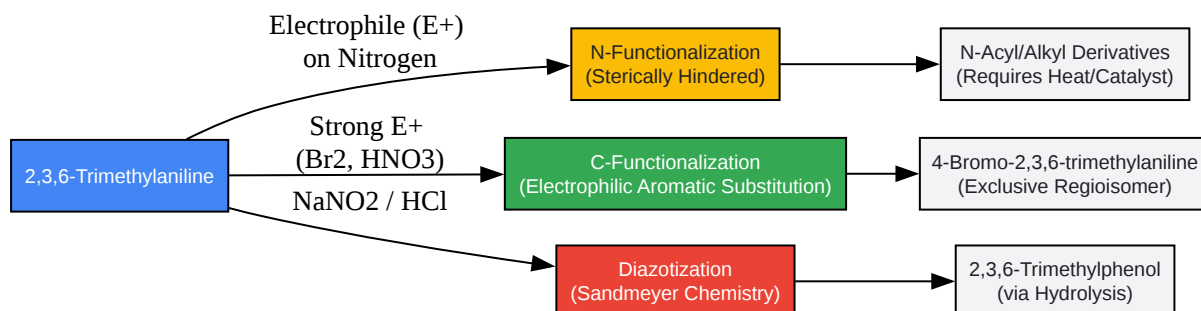 Electrophile (E+)
on Nitrogen
N-Functionalization
(Sterically Hindered)
N-Acyl/Alkyl Derivatives
(Requires Heat/Catalyst)
2,3,6-Trimethylaniline
Strong E+
(Br2, HNO3)
C-Functionalization
(Electrophilic Aromatic Substitution)
4-Bromo-2,3,6-trimethylaniline
(Exclusive Regioisomer)
NaNO2 / HCl
Diazotization
(Sandmeyer Chemistry)
2,3,6-Trimethylphenol
(via Hydrolysis)